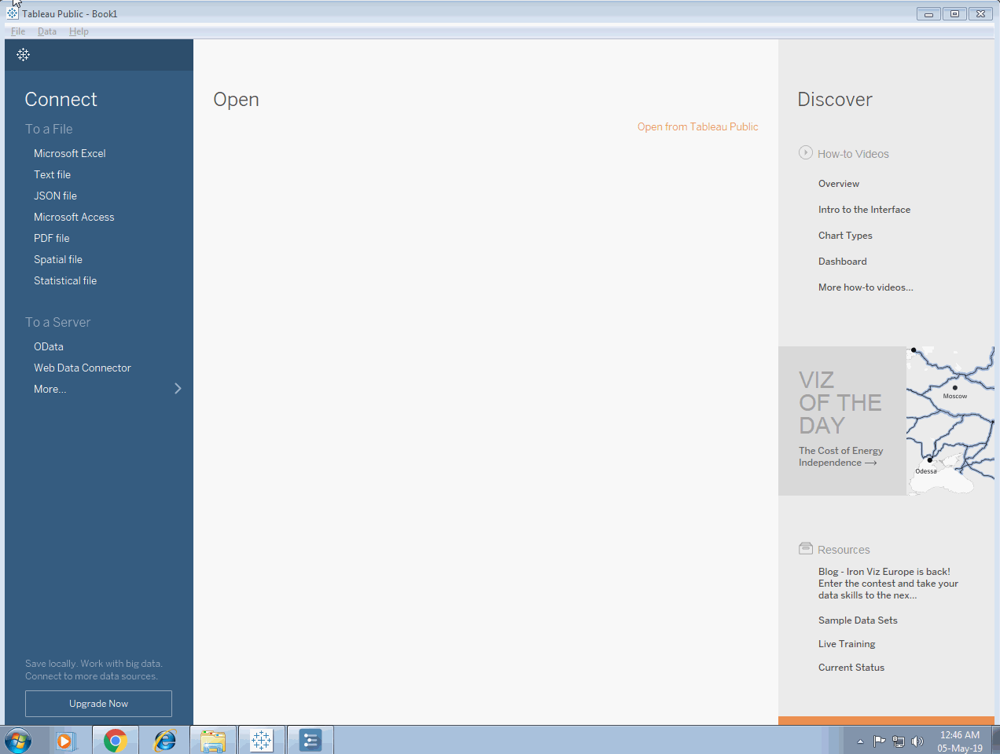 Tableau Public - Book1
File Data Help
Connect
To a File
Microsoft Excel
Text file
JSON file
Microsoft Access
PDF file
Spatial file
Statistical file
To a Server
OData
Web Data Connector
More...
Save locally. Work with big data.
Connect to more data sources.
Upgrade Now
Open
Open from Tableau Public
Discover
How-to Videos
Overview
Intro to the Interface
Chart Types
Dashboard
More how-to videos...
VIZ
OF THE
DAY
The Cost of Energy
Independence →
Moscow
Odessa
Resources
Blog - Iron Viz Europe is back!
Enter the contest and take your
data skills to the nex...
Sample Data Sets
Live Training
Current Status
12:46 AM
05-May-19